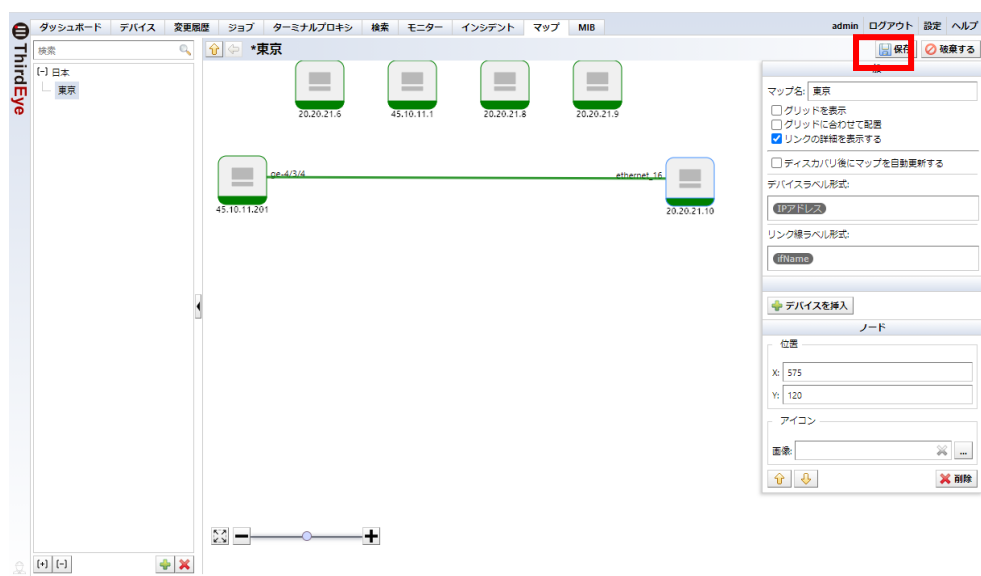 ThirdEye
ダッシュボード デバイス 変更履歴 ジョブ ターミナルプロキシ 検索 モニター インシデント マップ MIB
admin ログアウト 設定 ヘルプ
検索
*東京
保存 破棄する
[-] 日本
東京
20.20.21.6 45.10.11.1 20.20.21.8 20.20.21.9
ge-4/3/4 ethernet_16
45.10.11.201 20.20.21.10
マップ名: 東京
グリッドを表示
グリッドに合わせて配置
リンクの詳細を表示する
ディスカバリ後にマップを自動更新する
デバイスラベル形式:
IPアドレス
リンク線ラベル形式:
ifName
デバイスを挿入
ノード
位置
X: 575
Y: 120
アイコン
画像: ...
削除
[+] [-]